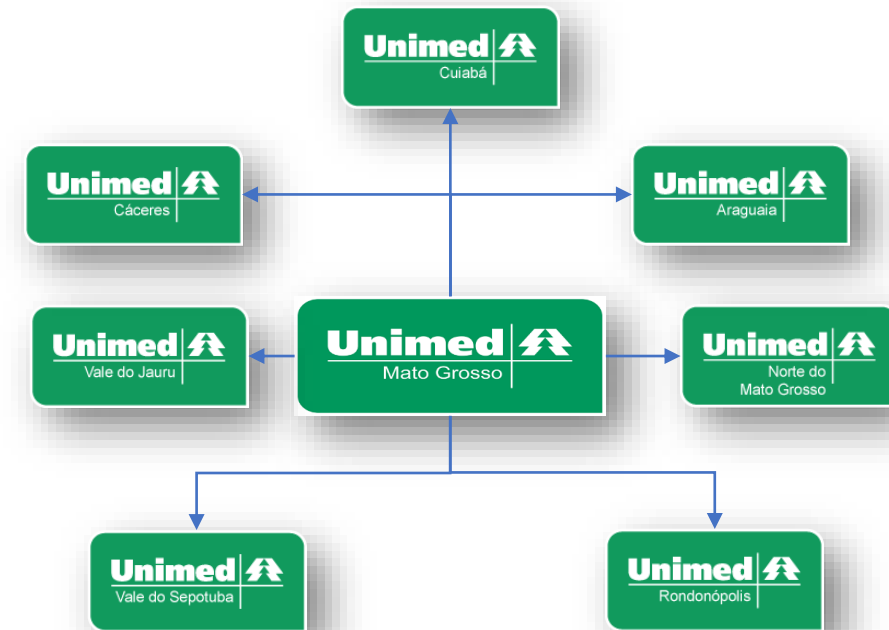 Unimed
Cuiabá
Unimed
Cáceres
Unimed
Araguaia
Unimed
Vale do Jauru
Unimed
Mato Grosso
Unimed
Norte do
Mato Grosso
Unimed
Vale do Sepotuba
Unimed
Rondonópolis